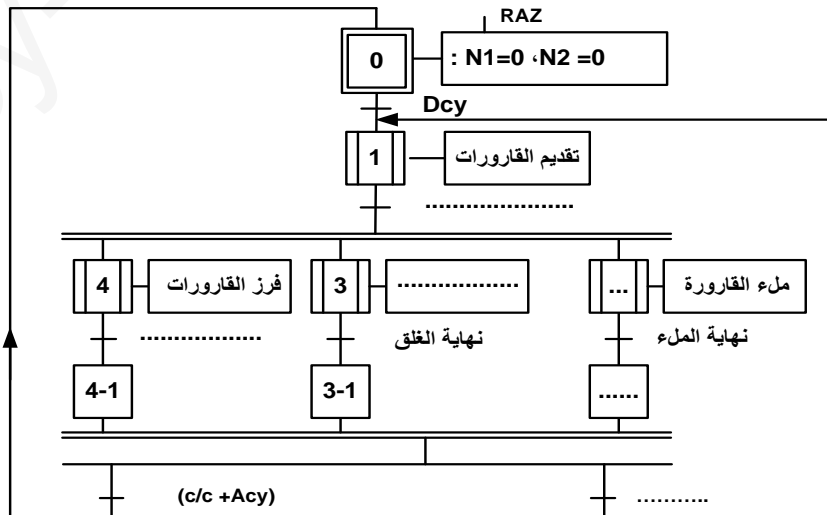 RAZ
0
: N1=0 ،N2 =0
Dcy
1
تقديم القارورات
......................
4
فرز القارورات
3
..................
...
ملء القارورة
..................
نهاية الغلق
نهاية الملء
4-1
3-1
......
(c/c +Acy)
...........